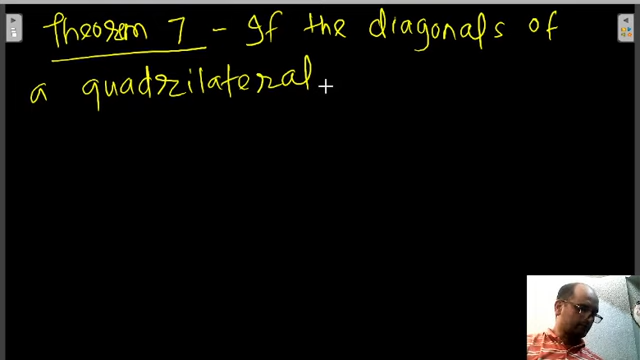 Theorem 7 - If the diagonals of
a quadrilateral